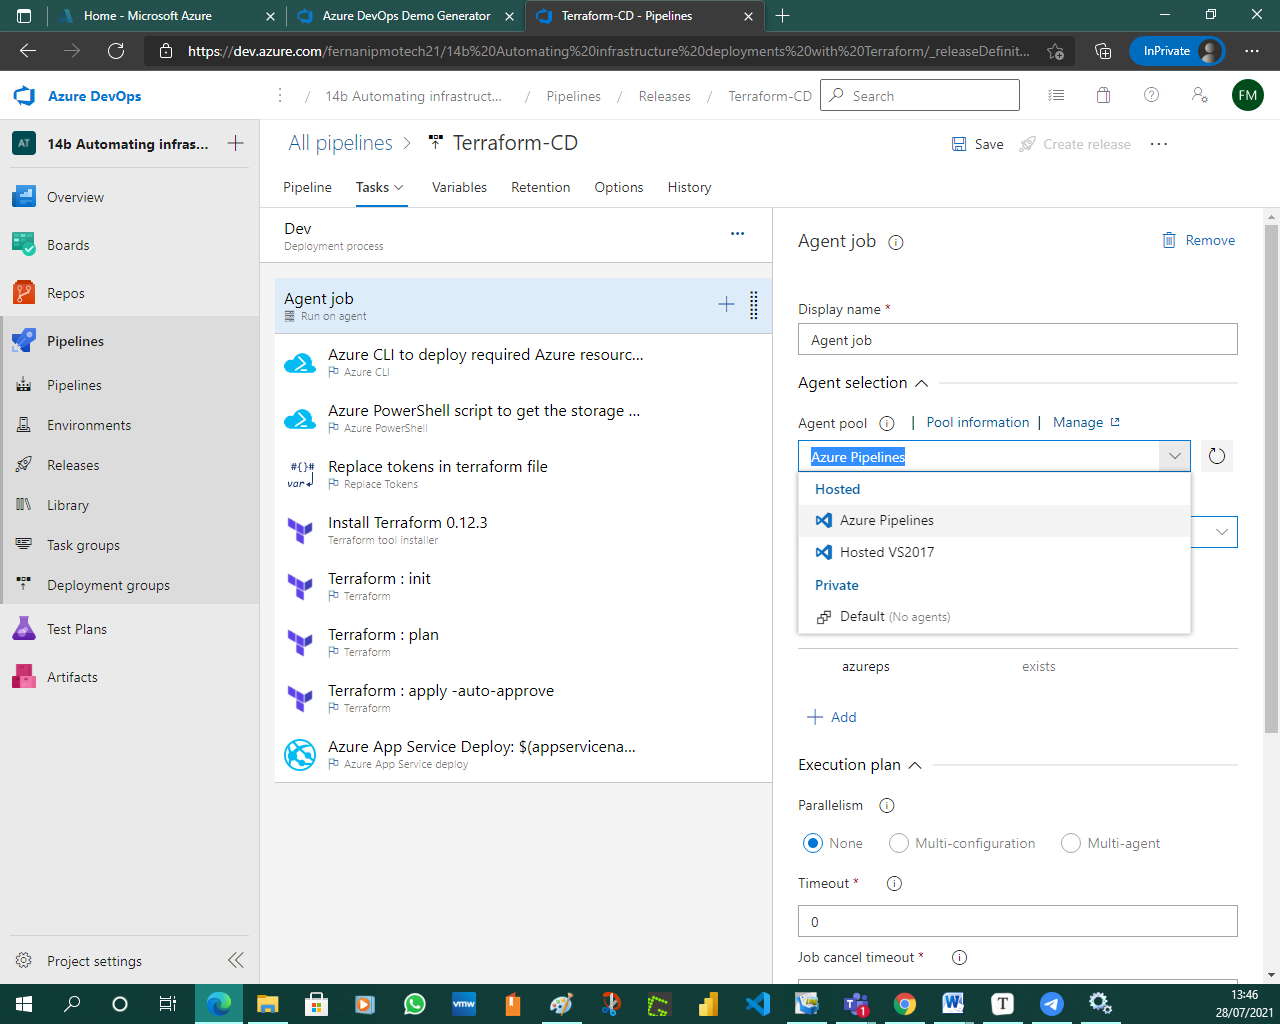 Home - Microsoft Azure
Azure DevOps Demo Generator
Terraform-CD - Pipelines
https://dev.azure.com/fernanipmotech21/14b%20Automating%20infrastructure%20deployments%20with%20Terraform/_releaseDefinit...
InPrivate
Azure DevOps
/ 14b Automating infrastruct... / Pipelines / Releases / Terraform-CD
Search
FM
AT
14b Automating infras...
Overview
Boards
Repos
Pipelines
Pipelines
Environments
Releases
Library
Task groups
Deployment groups
Test Plans
Artifacts
Project settings
All pipelines > Terraform-CD
Save
Create release
Pipeline
Tasks
Variables
Retention
Options
History
Dev
Deployment process
Agent job
Run on agent
Azure CLI to deploy required Azure resourc...
Azure CLI
Azure PowerShell script to get the storage ...
Azure PowerShell
#{}#
var
Replace tokens in terraform file
Replace Tokens
Install Terraform 0.12.3
Terraform tool installer
Terraform : init
Terraform
Terraform : plan
Terraform
Terraform : apply -auto-approve
Terraform
Azure App Service Deploy: $(appservicena...
Azure App Service deploy
Agent job
Remove
Display name *
Agent job
Agent selection
Agent pool | Pool information | Manage
Azure Pipelines
Hosted
Azure Pipelines
Hosted VS2017
Private
Default (No agents)
azureps exists
Add
Execution plan
Parallelism
None
Multi-configuration
Multi-agent
Timeout *
0
Job cancel timeout *
vmw
1
W
T
13:46
28/07/2021